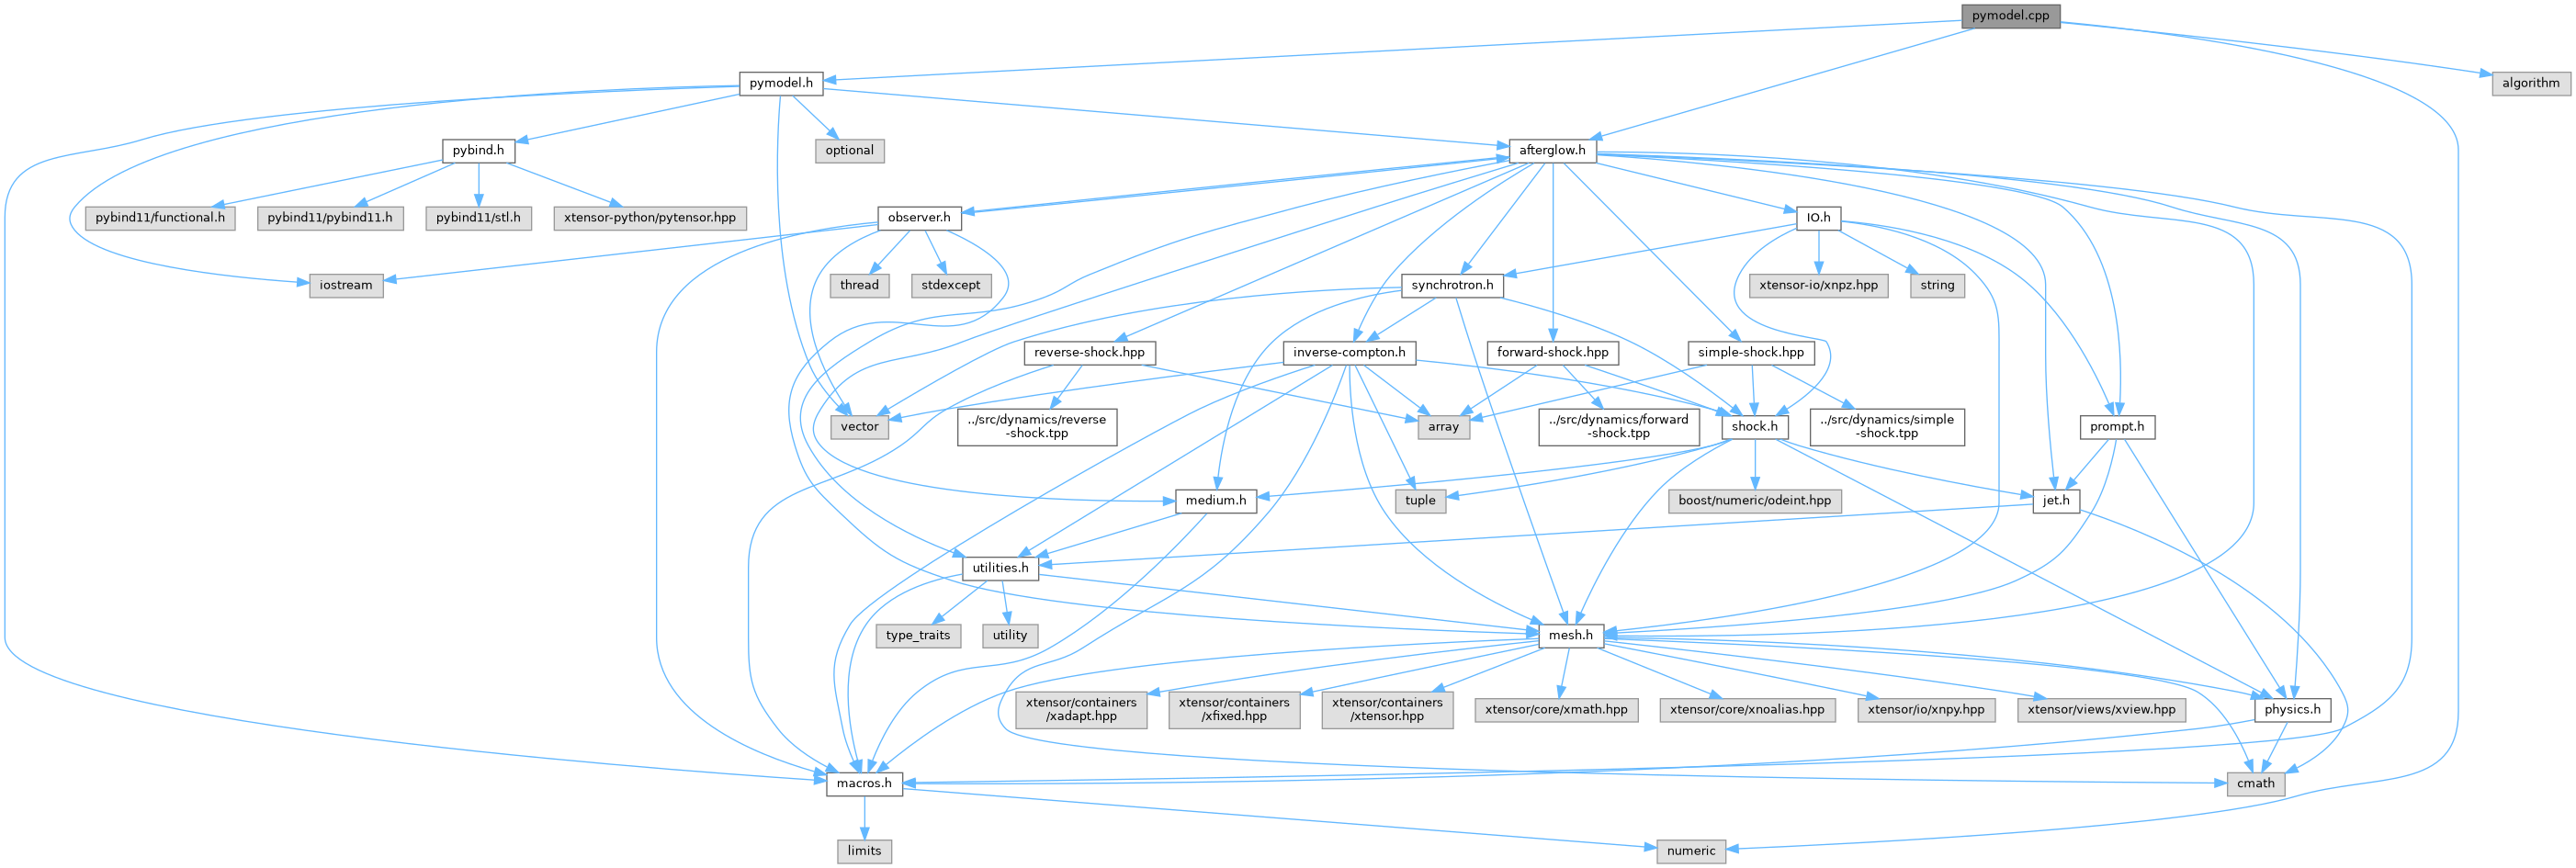 pymodel.cpp
pymodel.h
algorithm
pybind.h
optional
afterglow.h
pybind11/functional.h
pybind11/pybind11.h
pybind11/stl.h
xtensor-python/pytensor.hpp
observer.h
IO.h
iostream
thread
stdexcept
synchrotron.h
xtensor-io/xnpz.hpp
string
reverse-shock.hpp
inverse-compton.h
forward-shock.hpp
simple-shock.hpp
vector
../src/dynamics/reverse
-shock.tpp
array
../src/dynamics/forward
-shock.tpp
shock.h
../src/dynamics/simple
-shock.tpp
prompt.h
medium.h
tuple
boost/numeric/odeint.hpp
jet.h
utilities.h
type_traits
utility
mesh.h
xtensor/containers
/xadapt.hpp
xtensor/containers
/xfixed.hpp
xtensor/containers
/xtensor.hpp
xtensor/core/xmath.hpp
xtensor/core/xnoalias.hpp
xtensor/io/xnpy.hpp
xtensor/views/xview.hpp
physics.h
macros.h
cmath
limits
numeric